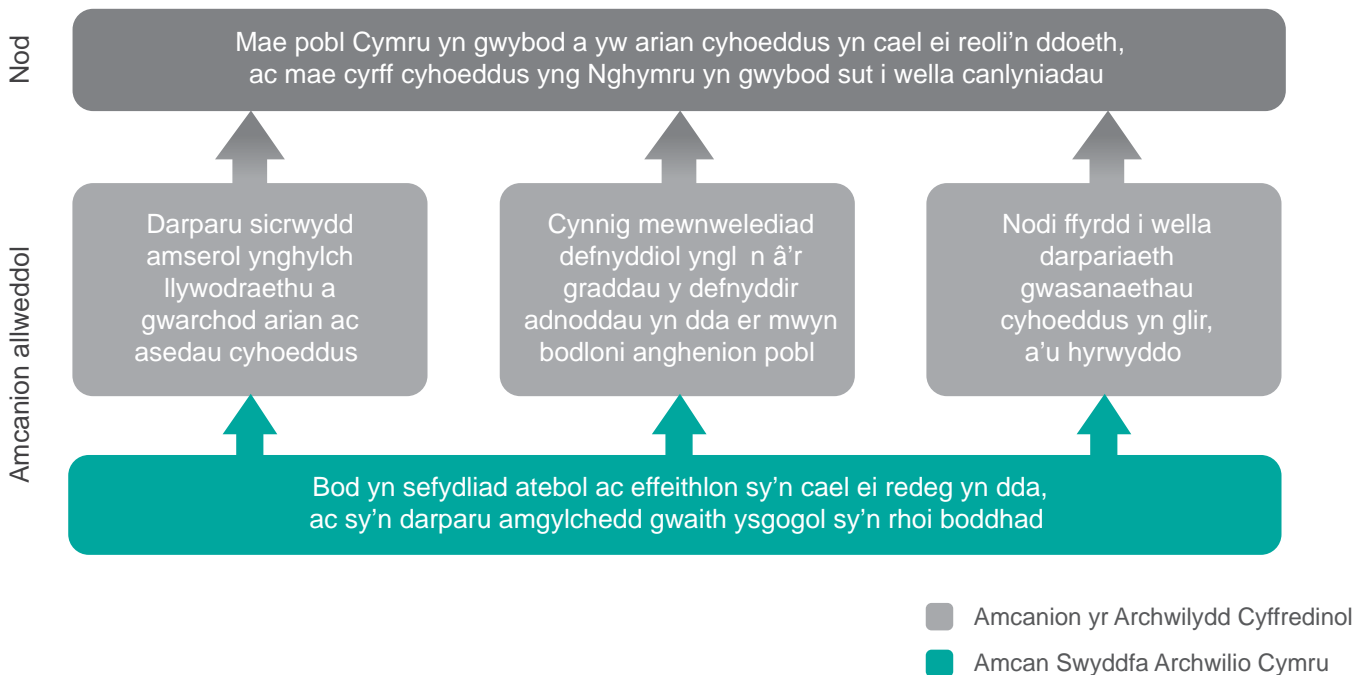 Nod
Mae pobl Cymru yn gwybod a yw arian cyhoeddus yn cael ei reoli'n ddoeth,
ac mae cyrff cyhoeddus yng Nghymru yn gwybod sut i wella canlyniadau
Amcanion allweddol
Darparu sicrwydd
amserol ynghylch
llywodraethu a
gwarchod arian ac
asedau cyhoeddus
Cynnig mewnwelediad
defnyddiol yngl n â'r
graddau y defnyddir
adnoddau yn dda er mwyn
bodloni anghenion pobl
Nodi ffyrdd i wella
darpariaeth
gwasanaethau
cyhoeddus yn glir,
a'u hyrwyddo
Bod yn sefydliad atebol ac effeithlon sy'n cael ei redeg yn dda,
ac sy'n darparu amgylchedd gwaith ysgogol sy'n rhoi boddhad
Amcanion yr Archwilydd Cyffredinol
Amcan Swyddfa Archwilio Cymru